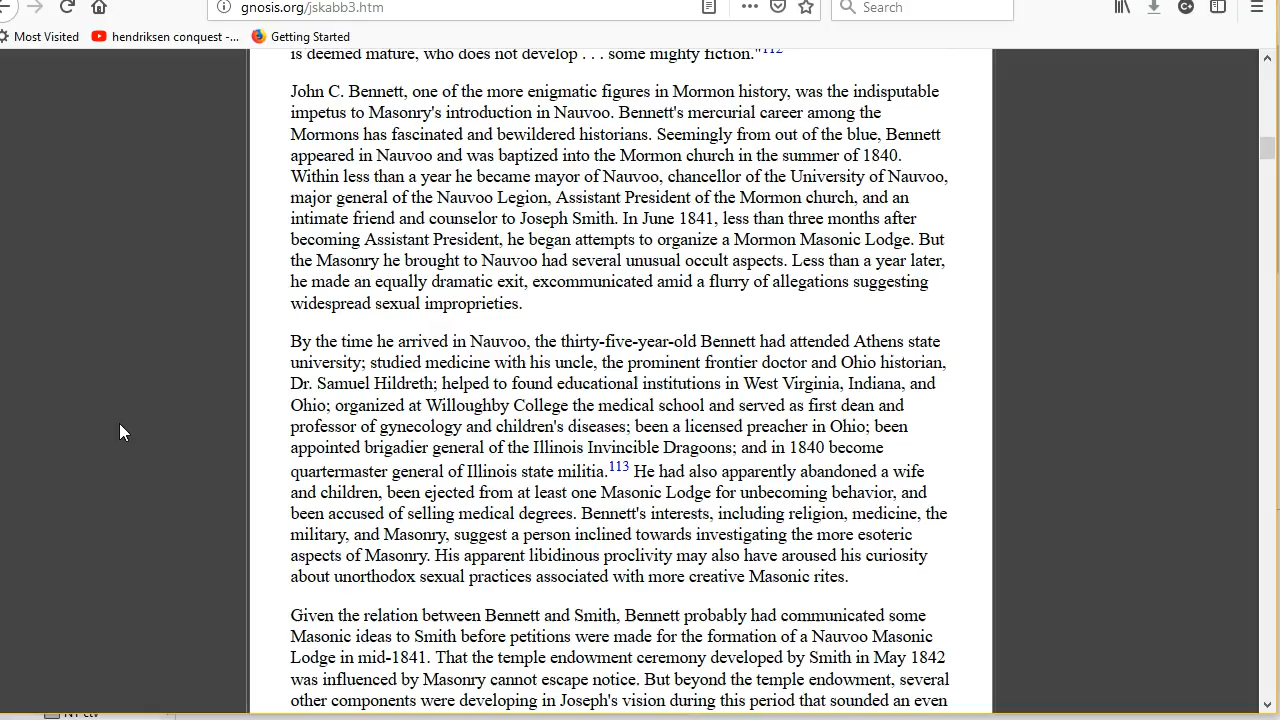 gnosis.org/jskabb3.htm
Search
Most Visited
hendriksen conquest -...
Getting Started
is deemed mature, who does not develop . . . some mighty fiction."112
John C. Bennett, one of the more enigmatic figures in Mormon history, was the indisputable
impetus to Masonry's introduction in Nauvoo. Bennett's mercurial career among the
Mormons has fascinated and bewildered historians. Seemingly from out of the blue, Bennett
appeared in Nauvoo and was baptized into the Mormon church in the summer of 1840.
Within less than a year he became mayor of Nauvoo, chancellor of the University of Nauvoo,
major general of the Nauvoo Legion, Assistant President of the Mormon church, and an
intimate friend and counselor to Joseph Smith. In June 1841, less than three months after
becoming Assistant President, he began attempts to organize a Mormon Masonic Lodge. But
the Masonry he brought to Nauvoo had several unusual occult aspects. Less than a year later,
he made an equally dramatic exit, excommunicated amid a flurry of allegations suggesting
widespread sexual improprieties.
By the time he arrived in Nauvoo, the thirty-five-year-old Bennett had attended Athens state
university; studied medicine with his uncle, the prominent frontier doctor and Ohio historian,
Dr. Samuel Hildreth; helped to found educational institutions in West Virginia, Indiana, and
Ohio; organized at Willoughby College the medical school and served as first dean and
professor of gynecology and children's diseases; been a licensed preacher in Ohio; been
appointed brigadier general of the Illinois Invincible Dragoons; and in 1840 become
quartermaster general of Illinois state militia.113 He had also apparently abandoned a wife
and children, been ejected from at least one Masonic Lodge for unbecoming behavior, and
been accused of selling medical degrees. Bennett's interests, including religion, medicine, the
military, and Masonry, suggest a person inclined towards investigating the more esoteric
aspects of Masonry. His apparent libidinous proclivity may also have aroused his curiosity
about unorthodox sexual practices associated with more creative Masonic rites.
Given the relation between Bennett and Smith, Bennett probably had communicated some
Masonic ideas to Smith before petitions were made for the formation of a Nauvoo Masonic
Lodge in mid-1841. That the temple endowment ceremony developed by Smith in May 1842
was influenced by Masonry cannot escape notice. But beyond the temple endowment, several
other components were developing in Joseph's vision during this period that sounded an even